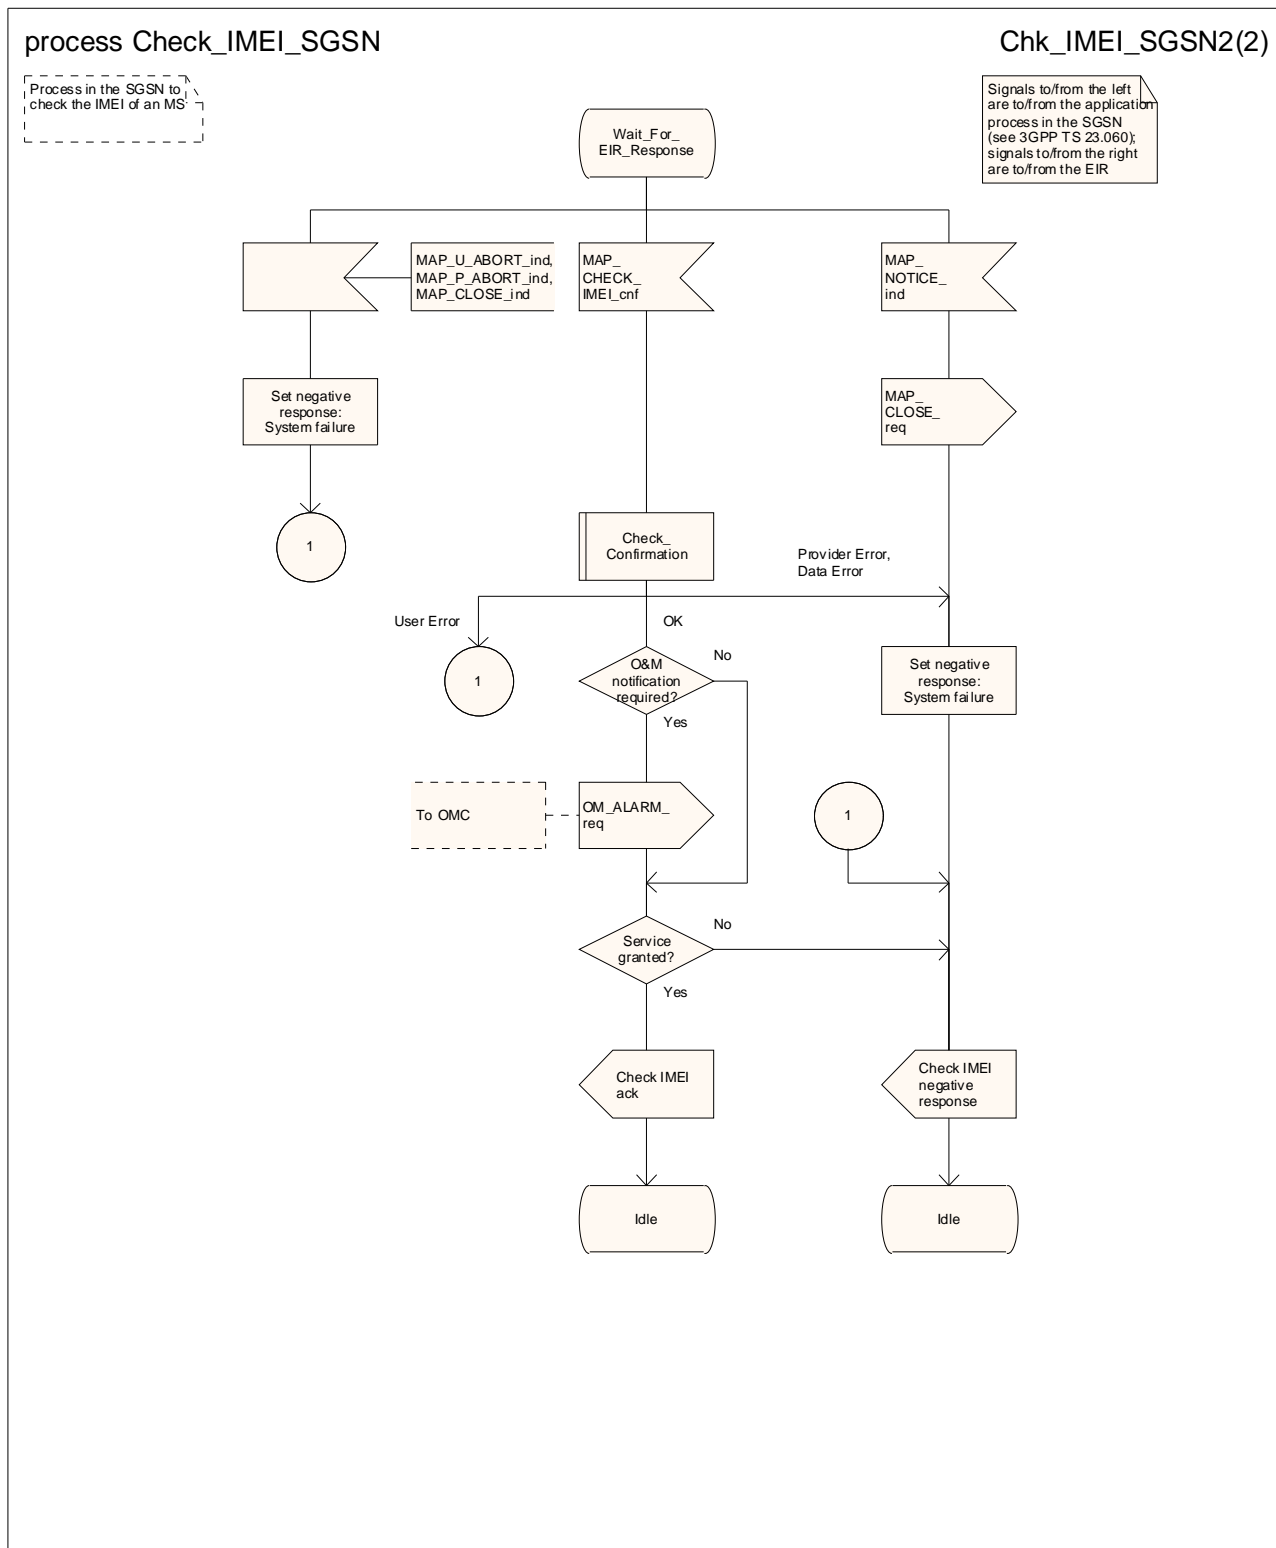 process Check_IMEI_SGSN
Chk_IMEI_SGSN2(2)
Process in the SGSN to
check the IMEI of an MS
Signals to/from the left
are to/from the application
process in the SGSN
(see 3GPP TS 23.060);
signals to/from the right
are to/from the EIR
Wait_For_
EIR_Response
MAP_U_ABORT_ind,
MAP_P_ABORT_ind,
MAP_CLOSE_ind
MAP_
CHECK_
IMEI_cnf
MAP_
NOTICE_
ind
Set negative
response:
System failure
MAP_
CLOSE_
req
1
Check_
Confirmation
Provider Error,
Data Error
User Error
OK
1
O&M
notification
required?
No
Yes
Set negative
response:
System failure
To OMC
OM_ALARM_
req
1
Service
granted?
No
Yes
Check IMEI
ack
Check IMEI
negative
response
Idle
Idle